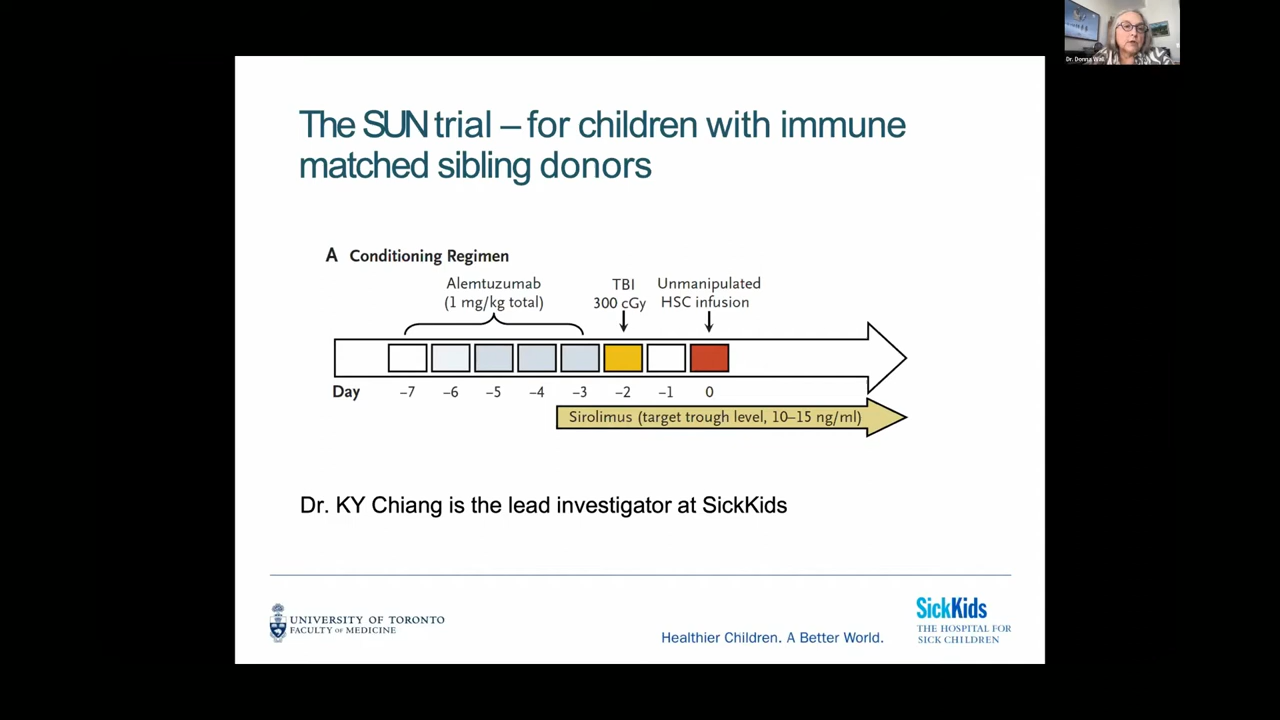 Dr. Donna Wall
The SUN trial – for children with immune
matched sibling donors
A Conditioning Regimen
Alemtuzumab
(1 mg/kg total)
TBI
300 cGy
Unmanipulated
HSC infusion
Day
–7
–6
–5
–4
–3
–2
–1
0
Sirolimus (target trough level, 10–15 ng/ml)
Dr. KY Chiang is the lead investigator at SickKids
UNIVERSITY OF TORONTO
FACULTY OF MEDICINE
Healthier Children. A Better World.
SickKids
THE HOSPITAL FOR
SICK CHILDREN